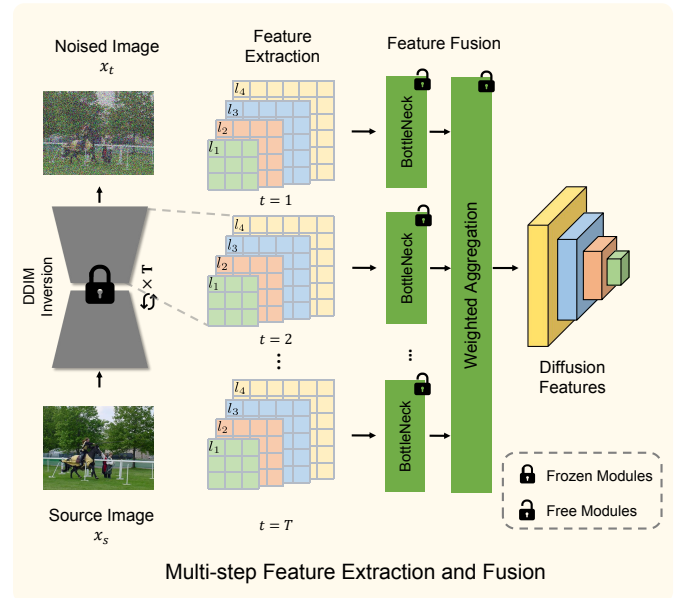 Noised Image
x_t
Feature
Extraction
Feature Fusion
l_4
l_3
l_2
l_1
t = 1
BottleNeck
l_4
l_3
l_2
l_1
t = 2
BottleNeck
⋮
...
l_4
l_3
l_2
l_1
t = T
BottleNeck
Weighted Aggregation
DDIM
Inversion
× T
Source Image
x_s
Diffusion
Features
Frozen Modules
Free Modules
Multi-step Feature Extraction and Fusion